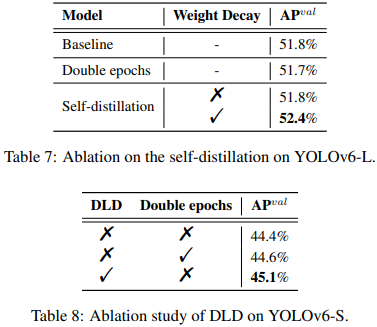 Model Weight Decay AP^val
Baseline - 51.8%
Double epochs - 51.7%
Self-distillation ✗ 51.8%
✓ 52.4%
Table 7: Ablation on the self-distillation on YOLOv6-L.
DLD Double epochs AP^val
✗ ✗ 44.4%
✗ ✓ 44.6%
✓ ✗ 45.1%
Table 8: Ablation study of DLD on YOLOv6-S.